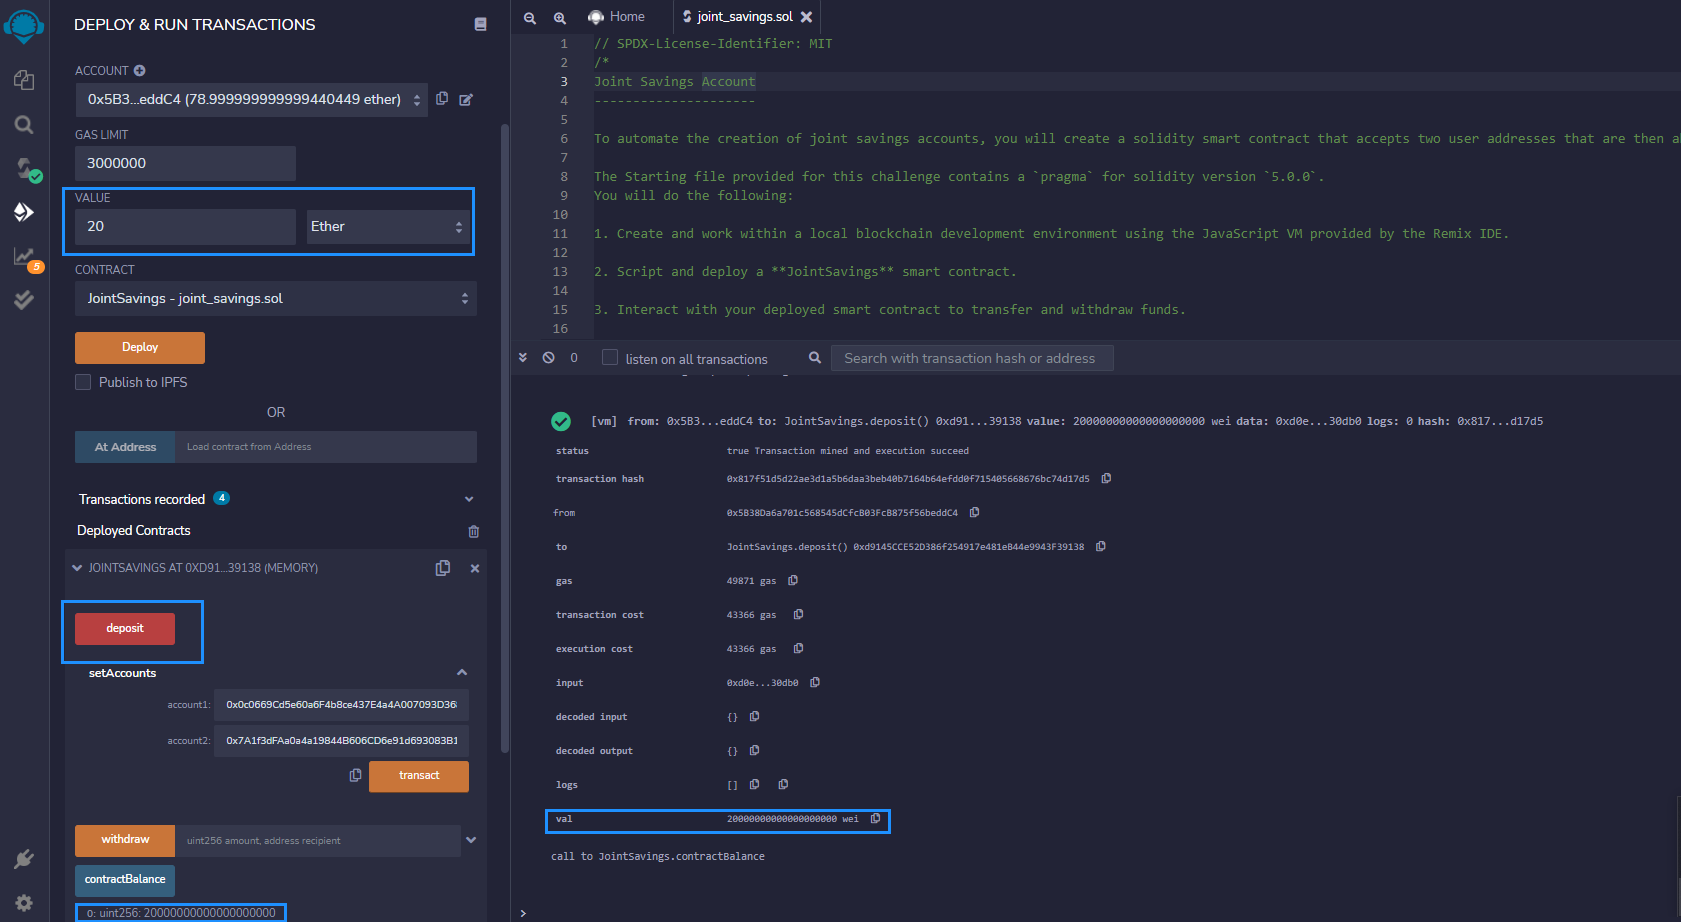 DEPLOY & RUN TRANSACTIONS
ACCOUNT
0x5B3...eddC4 (78.999999999999440449 ether)
GAS LIMIT
3000000
VALUE
20
Ether
CONTRACT
JointSavings - joint_savings.sol
Deploy
Publish to IPFS
OR
At Address
Load contract from Address
Transactions recorded 4
Deployed Contracts
JOINTSAVINGS AT 0XD91...39138 (MEMORY)
deposit
setAccounts
account1: 0x0c0669Cd5e60a6F4b8ce437E4a4A007093D36
account2: 0x7A1f3dFAa0a4a19844B606CD6e91d693083B1
transact
withdraw
uint256 amount, address recipient
contractBalance
0: uint256: 20000000000000000000
5
Home
joint_savings.sol
1 // SPDX-License-Identifier: MIT
2 /*
3 Joint Savings Account
4 ---------------------
5
6 To automate the creation of joint savings accounts, you will create a solidity smart contract that accepts two user addresses that are then a
7
8 The Starting file provided for this challenge contains a `pragma` for solidity version `5.0.0`.
9 You will do the following:
10
11 1. Create and work within a local blockchain development environment using the JavaScript VM provided by the Remix IDE.
12
13 2. Script and deploy a **JointSavings** smart contract.
14
15 3. Interact with your deployed smart contract to transfer and withdraw funds.
16
0
listen on all transactions
Search with transaction hash or address
[vm] from: 0x5B3...eddC4 to: JointSavings.deposit() 0xd91...39138 value: 20000000000000000000 wei data: 0xd0e...30db0 logs: 0 hash: 0x817...d17d5
status true Transaction mined and execution succeed
transaction hash 0x817f51d5d22ae3d1a5b6daa3beb40b7164b64efdd0f715405668676bc74d17d5
from 0x5B38Da6a701c568545dCfcB03FcB875f56beddC4
to JointSavings.deposit() 0xd9145CCE52D386f254917e481eB44e9943F39138
gas 49871 gas
transaction cost 43366 gas
execution cost 43366 gas
input 0xd0e...30db0
decoded input {}
decoded output {}
logs []
val 20000000000000000000 wei
call to JointSavings.contractBalance
>